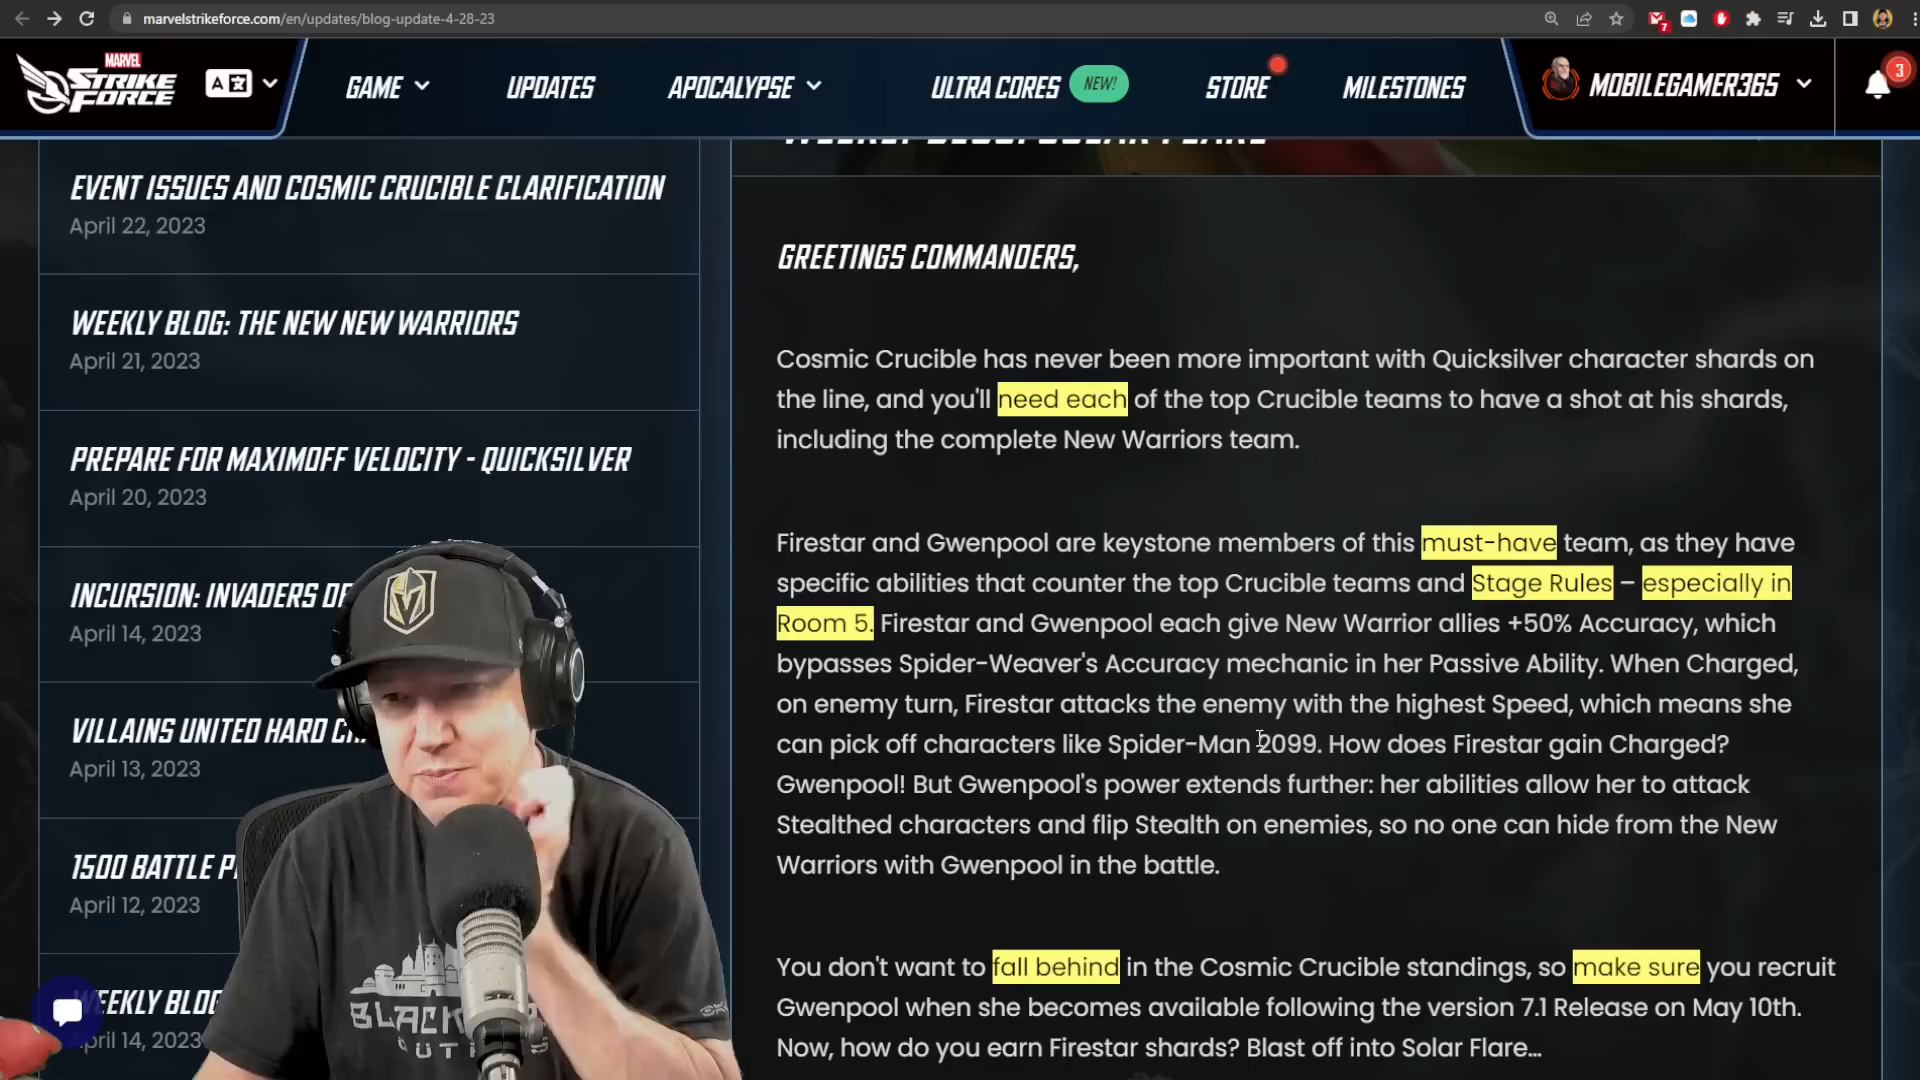 marvelstrikeforce.com/en/updates/blog-update-4-28-23
7
MARVEL
STRIKE
FORCE
GAME
UPDATES
APOCALYPSE
ULTRA CORES
NEW!
STORE
MILESTONES
MOBILEGAMER365
3
EVENT ISSUES AND COSMIC CRUCIBLE CLARIFICATION
April 22, 2023
WEEKLY BLOG: THE NEW NEW WARRIORS
April 21, 2023
PREPARE FOR MAXIMOFF VELOCITY - QUICKSILVER
April 20, 2023
INCURSION: INVADERS OF
April 14, 2023
VILLAINS UNITED HARD
April 13, 2023
1500 BATTLE
April 12, 2023
WEEKLY BLOG
April 14, 2023
GREETINGS COMMANDERS,
Cosmic Crucible has never been more important with Quicksilver character shards on
the line, and you'll need each of the top Crucible teams to have a shot at his shards,
including the complete New Warriors team.
Firestar and Gwenpool are keystone members of this must-have team, as they have
specific abilities that counter the top Crucible teams and Stage Rules – especially in
Room 5. Firestar and Gwenpool each give New Warrior allies +50% Accuracy, which
bypasses Spider-Weaver's Accuracy mechanic in her Passive Ability. When Charged,
on enemy turn, Firestar attacks the enemy with the highest Speed, which means she
can pick off characters like Spider-Man 2099. How does Firestar gain Charged?
Gwenpool! But Gwenpool's power extends further: her abilities allow her to attack
Stealthed characters and flip Stealth on enemies, so no one can hide from the New
Warriors with Gwenpool in the battle.
You don't want to fall behind in the Cosmic Crucible standings, so make sure you recruit
Gwenpool when she becomes available following the version 7.1 Release on May 10th.
Now, how do you earn Firestar shards? Blast off into Solar Flare...